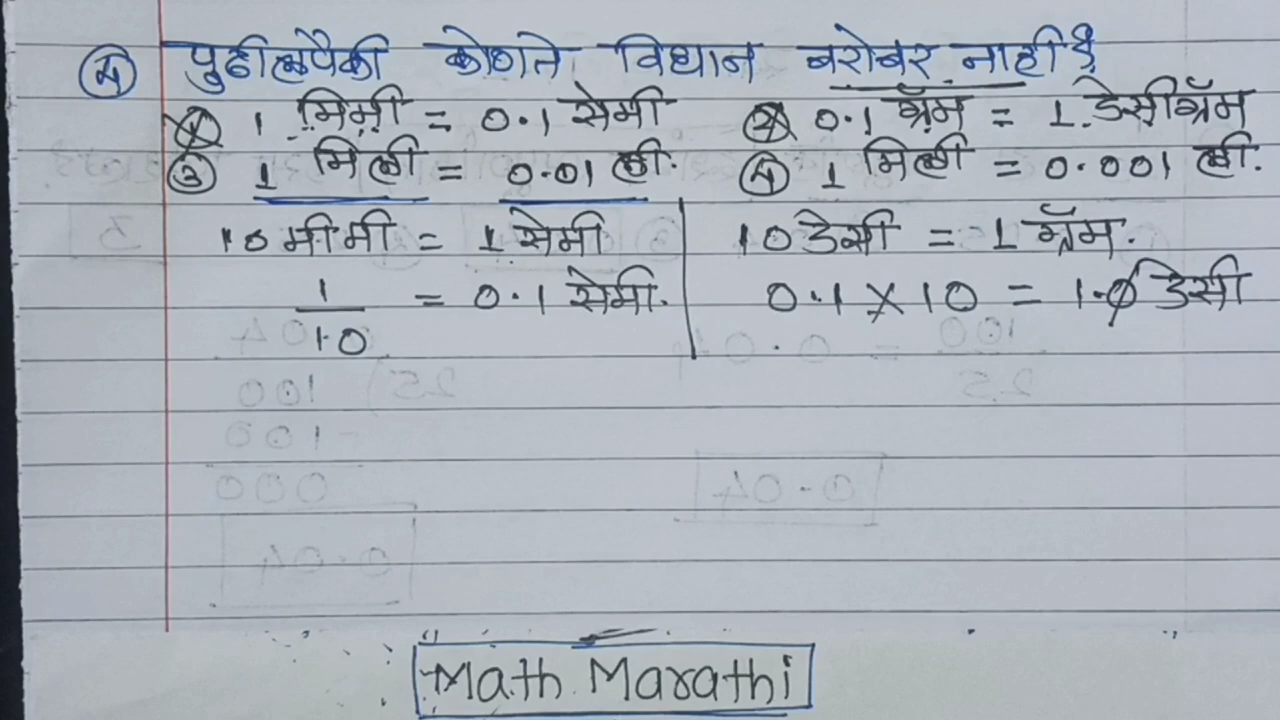 ④ पुढीलपैकी कोणते विधान बरोबर नाही ?
① 1 मिमी = 0.1 सेमी ② 0.1 ग्रॅम = 1 डेसीग्रॅम
③ 1 मिली = 0.01 ली. ④ 1 मिली = 0.001 ली.
10 मीमी = 1 सेमी 10 डेसी = 1 ग्रॅम.
1/10 = 0.1 सेमी. 0.1 × 10 = 1.0 डेसी
Math Marathi